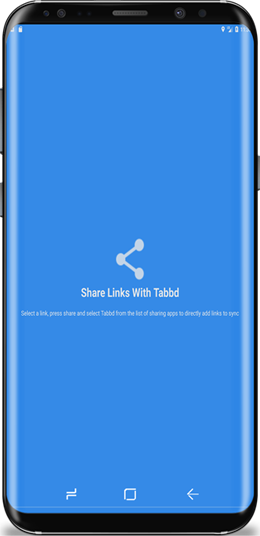 Share Links With Tabbd
Select a link, press share and select Tabbd from the list of sharing apps to directly add links to sync